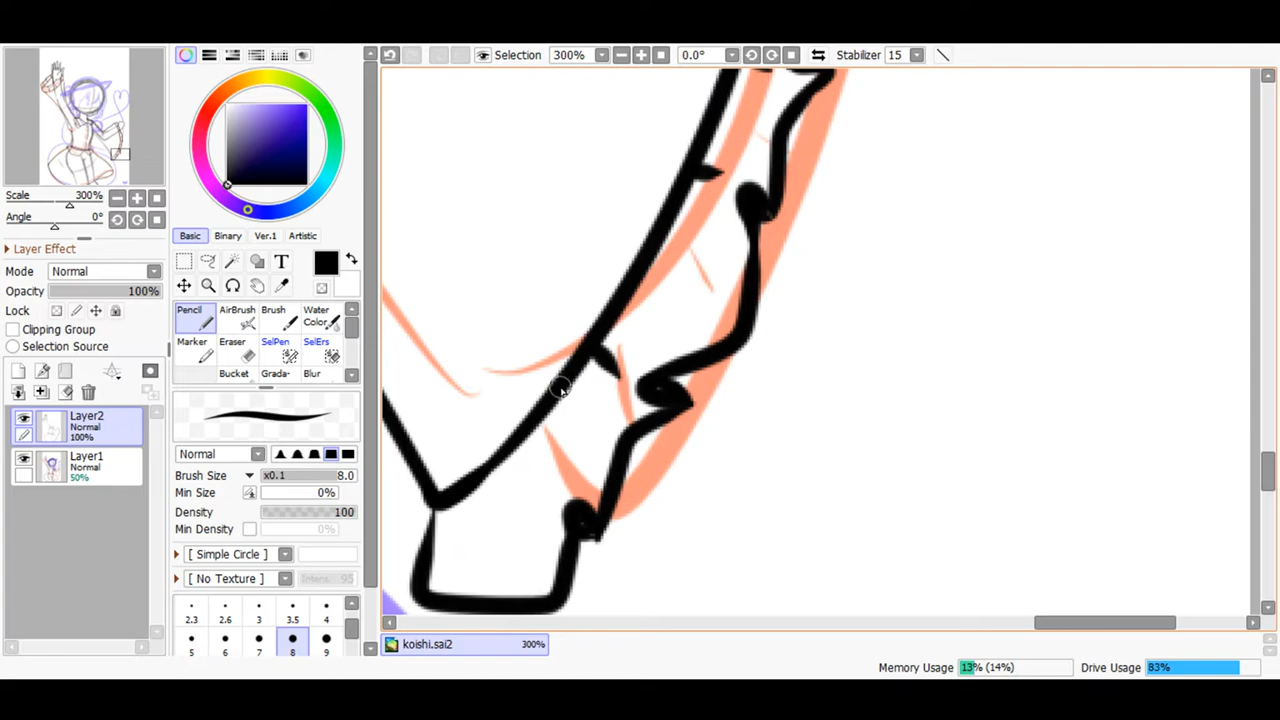 Selection 300% 0.0° Stabilizer 15
Scale 300%
Angle 0°
Layer Effect
Mode Normal
Opacity 100%
Lock
Clipping Group
Selection Source
Layer2
Normal
100%
Layer1
Normal
50%
Basic Binary Ver.1 Artistic
T
Pencil AirBrush Brush Water Color
Marker Eraser SelPen SelErs
Bucket Grada- Blur
Normal
Brush Size x0.1 8.0
Min Size 0%
Density 100
Min Density 0%
[ Simple Circle ]
[ No Texture ] Intens. 95
2.3 2.6 3 3.5 4
5 6 7 8 9
koishi.sai2 300%
Memory Usage 13% (14%) Drive Usage 83%